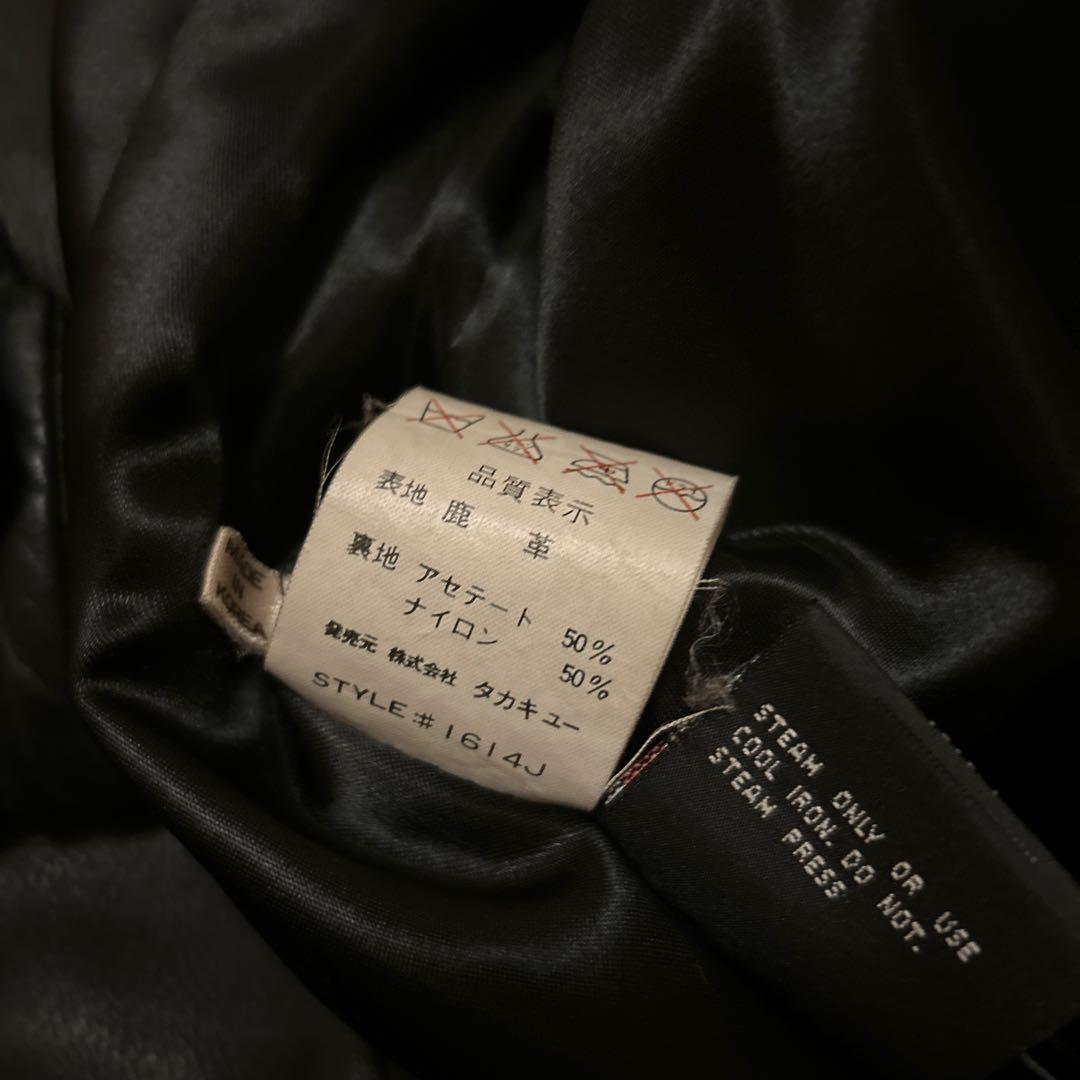 品質表示
表地 鹿 革
裏地 アセテート 50%
ナイロン 50%
発売元 株式会社 タカキュー
STYLE#1614J
MADE
IN
KOREA
STEAM ONLY OR USE
COOL IRON. DO NOT.
STEAM PRESS